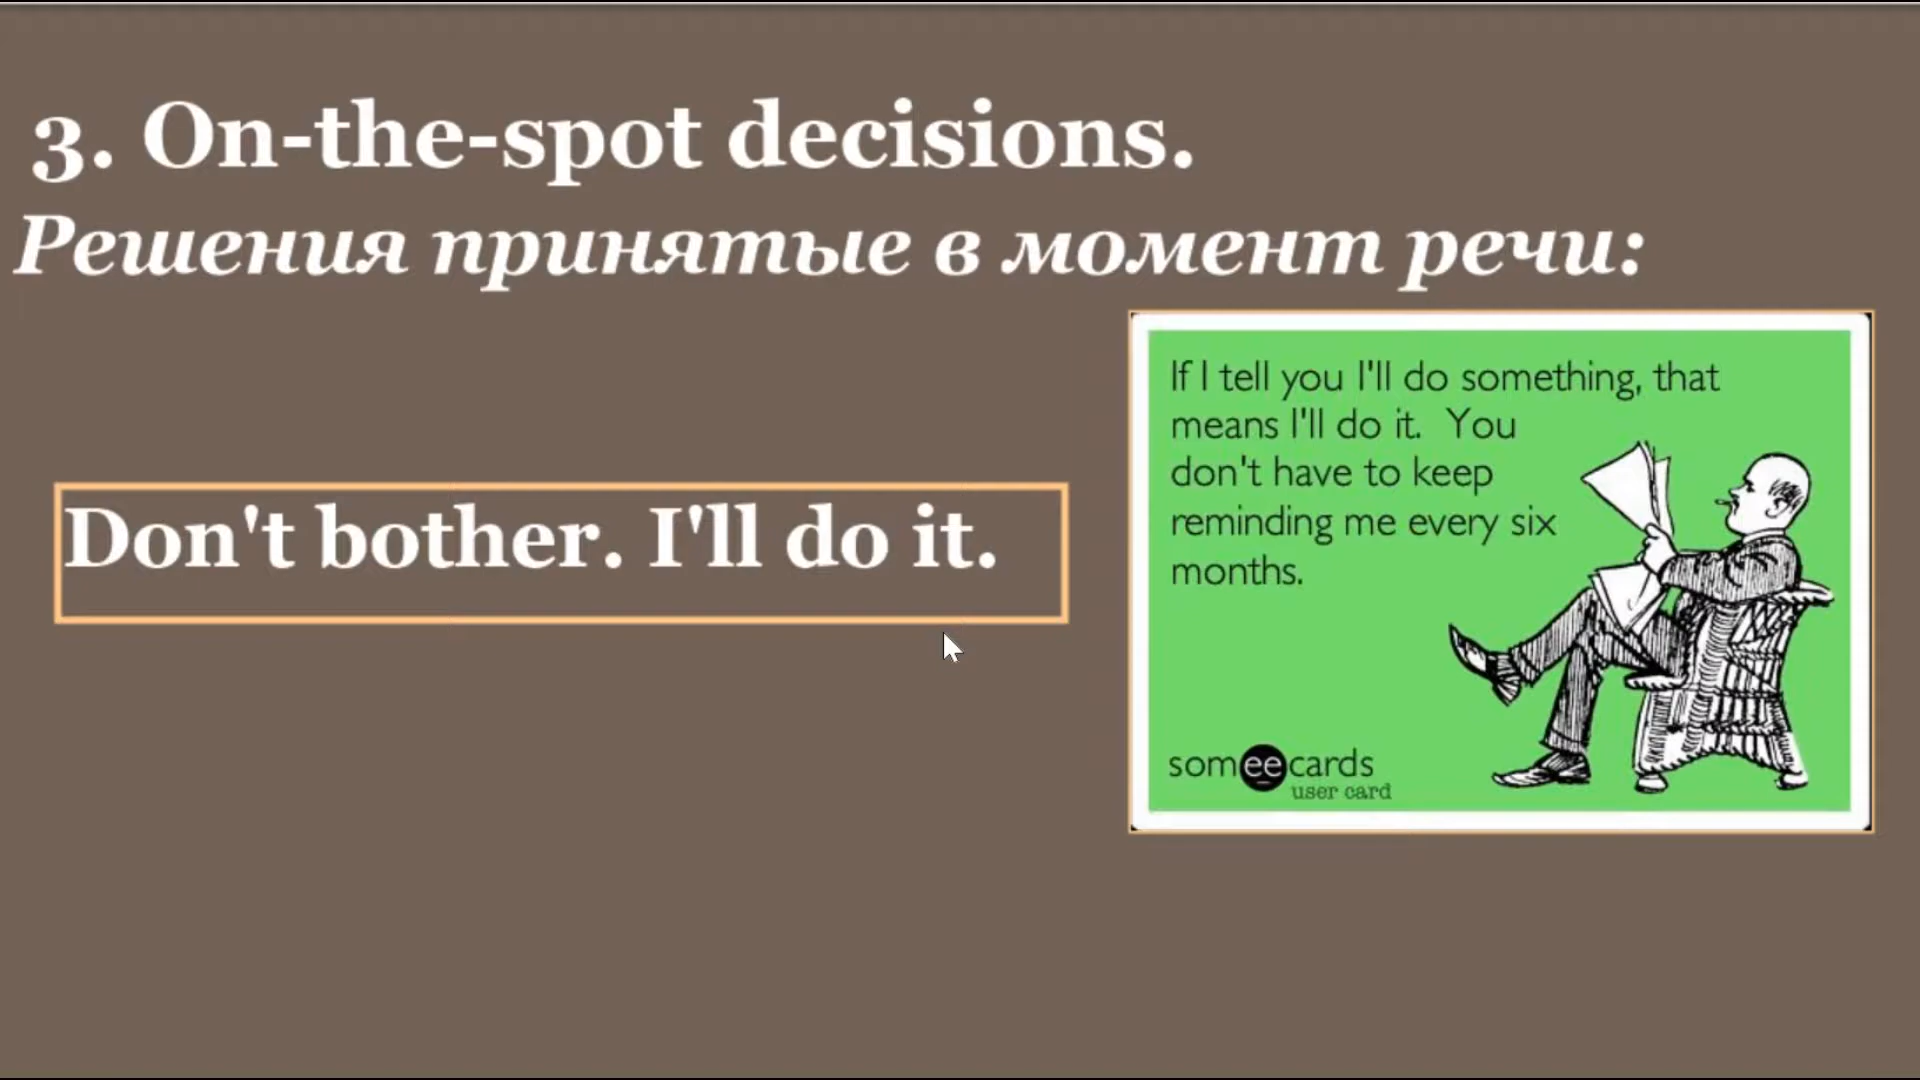 3. On-the-spot decisions.
Решения принятые в момент речи:
Don't bother. I'll do it.
If I tell you I'll do something, that
means I'll do it. You
don't have to keep
reminding me every six
months.
someecards
user card